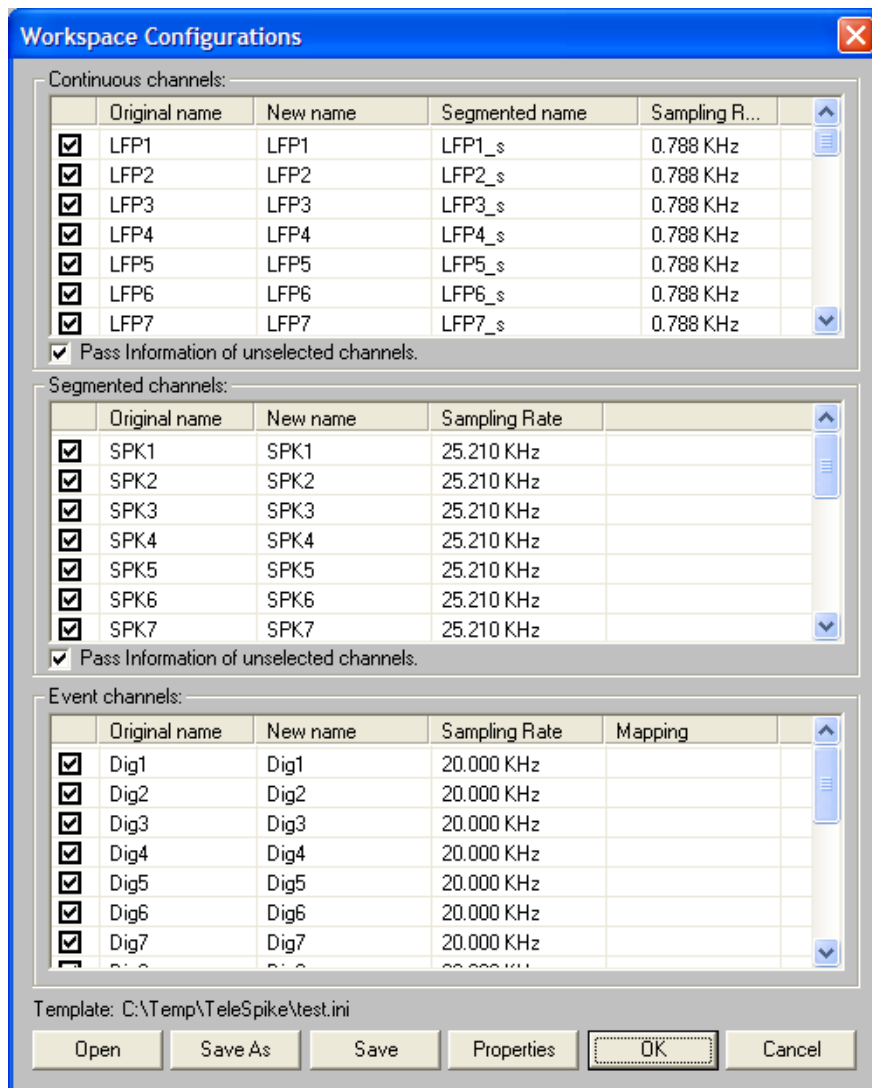 Workspace Configurations
Continuous channels:
Original name New name Segmented name Sampling R...
LFP1 LFP1 LFP1_s 0.788 KHz
LFP2 LFP2 LFP2_s 0.788 KHz
LFP3 LFP3 LFP3_s 0.788 KHz
LFP4 LFP4 LFP4_s 0.788 KHz
LFP5 LFP5 LFP5_s 0.788 KHz
LFP6 LFP6 LFP6_s 0.788 KHz
LFP7 LFP7 LFP7_s 0.788 KHz
Pass Information of unselected channels.
Segmented channels:
Original name New name Sampling Rate
SPK1 SPK1 25.210 KHz
SPK2 SPK2 25.210 KHz
SPK3 SPK3 25.210 KHz
SPK4 SPK4 25.210 KHz
SPK5 SPK5 25.210 KHz
SPK6 SPK6 25.210 KHz
SPK7 SPK7 25.210 KHz
Pass Information of unselected channels.
Event channels:
Original name New name Sampling Rate Mapping
Dig1 Dig1 20.000 KHz
Dig2 Dig2 20.000 KHz
Dig3 Dig3 20.000 KHz
Dig4 Dig4 20.000 KHz
Dig5 Dig5 20.000 KHz
Dig6 Dig6 20.000 KHz
Dig7 Dig7 20.000 KHz
Template: C:\Temp\TeleSpike\test.ini
Open Save As Save Properties OK Cancel